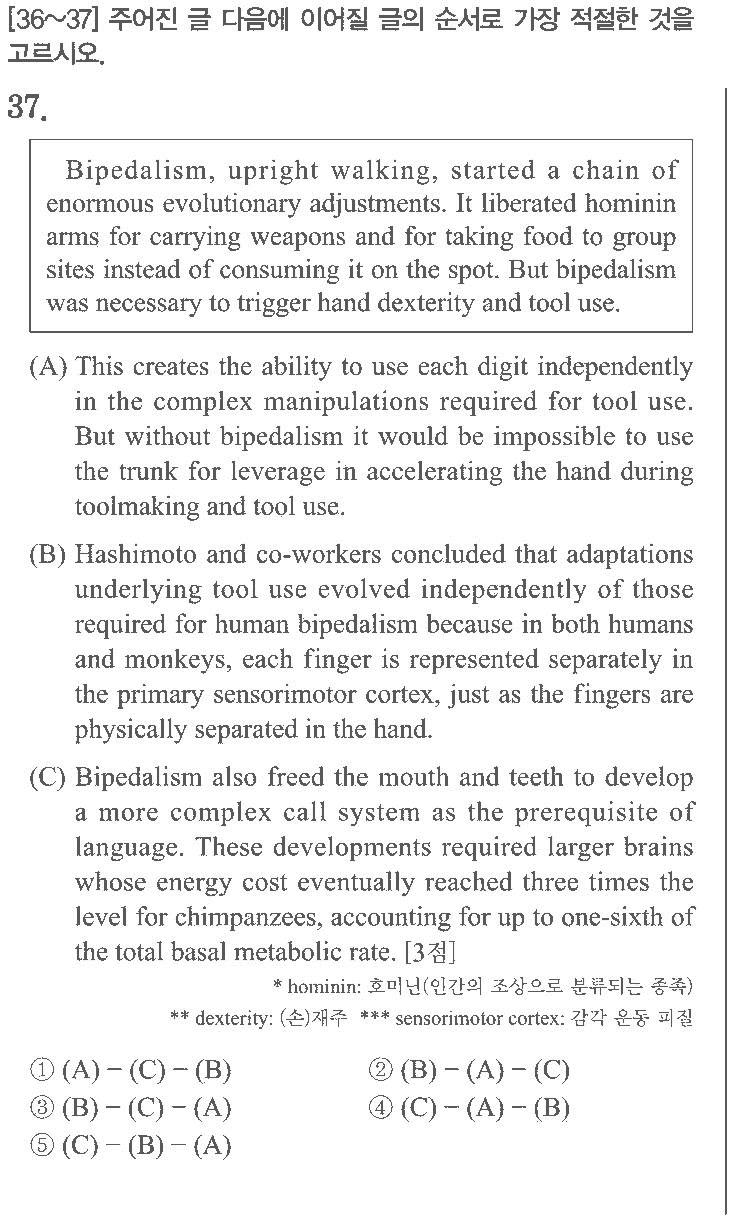 [36~37] 주어진 글 다음에 이어질 글의 순서로 가장 적절한 것을
고르시오.
37.
Bipedalism, upright walking, started a chain of
enormous evolutionary adjustments. It liberated hominin
arms for carrying weapons and for taking food to group
sites instead of consuming it on the spot. But bipedalism
was necessary to trigger hand dexterity and tool use.
(A) This creates the ability to use each digit independently
in the complex manipulations required for tool use.
But without bipedalism it would be impossible to use
the trunk for leverage in accelerating the hand during
toolmaking and tool use.
(B) Hashimoto and co-workers concluded that adaptations
underlying tool use evolved independently of those
required for human bipedalism because in both humans
and monkeys, each finger is represented separately in
the primary sensorimotor cortex, just as the fingers are
physically separated in the hand.
(C) Bipedalism also freed the mouth and teeth to develop
a more complex call system as the prerequisite of
language. These developments required larger brains
whose energy cost eventually reached three times the
level for chimpanzees, accounting for up to one-sixth of
the total basal metabolic rate. [3점]
* hominin: 호미닌(인간의 조상으로 분류되는 종족)
** dexterity: (손)재주 *** sensorimotor cortex: 감각 운동 피질
① (A) − (C) − (B) ② (B) − (A) − (C)
③ (B) − (C) − (A) ④ (C) − (A) − (B)
⑤ (C) − (B) − (A)